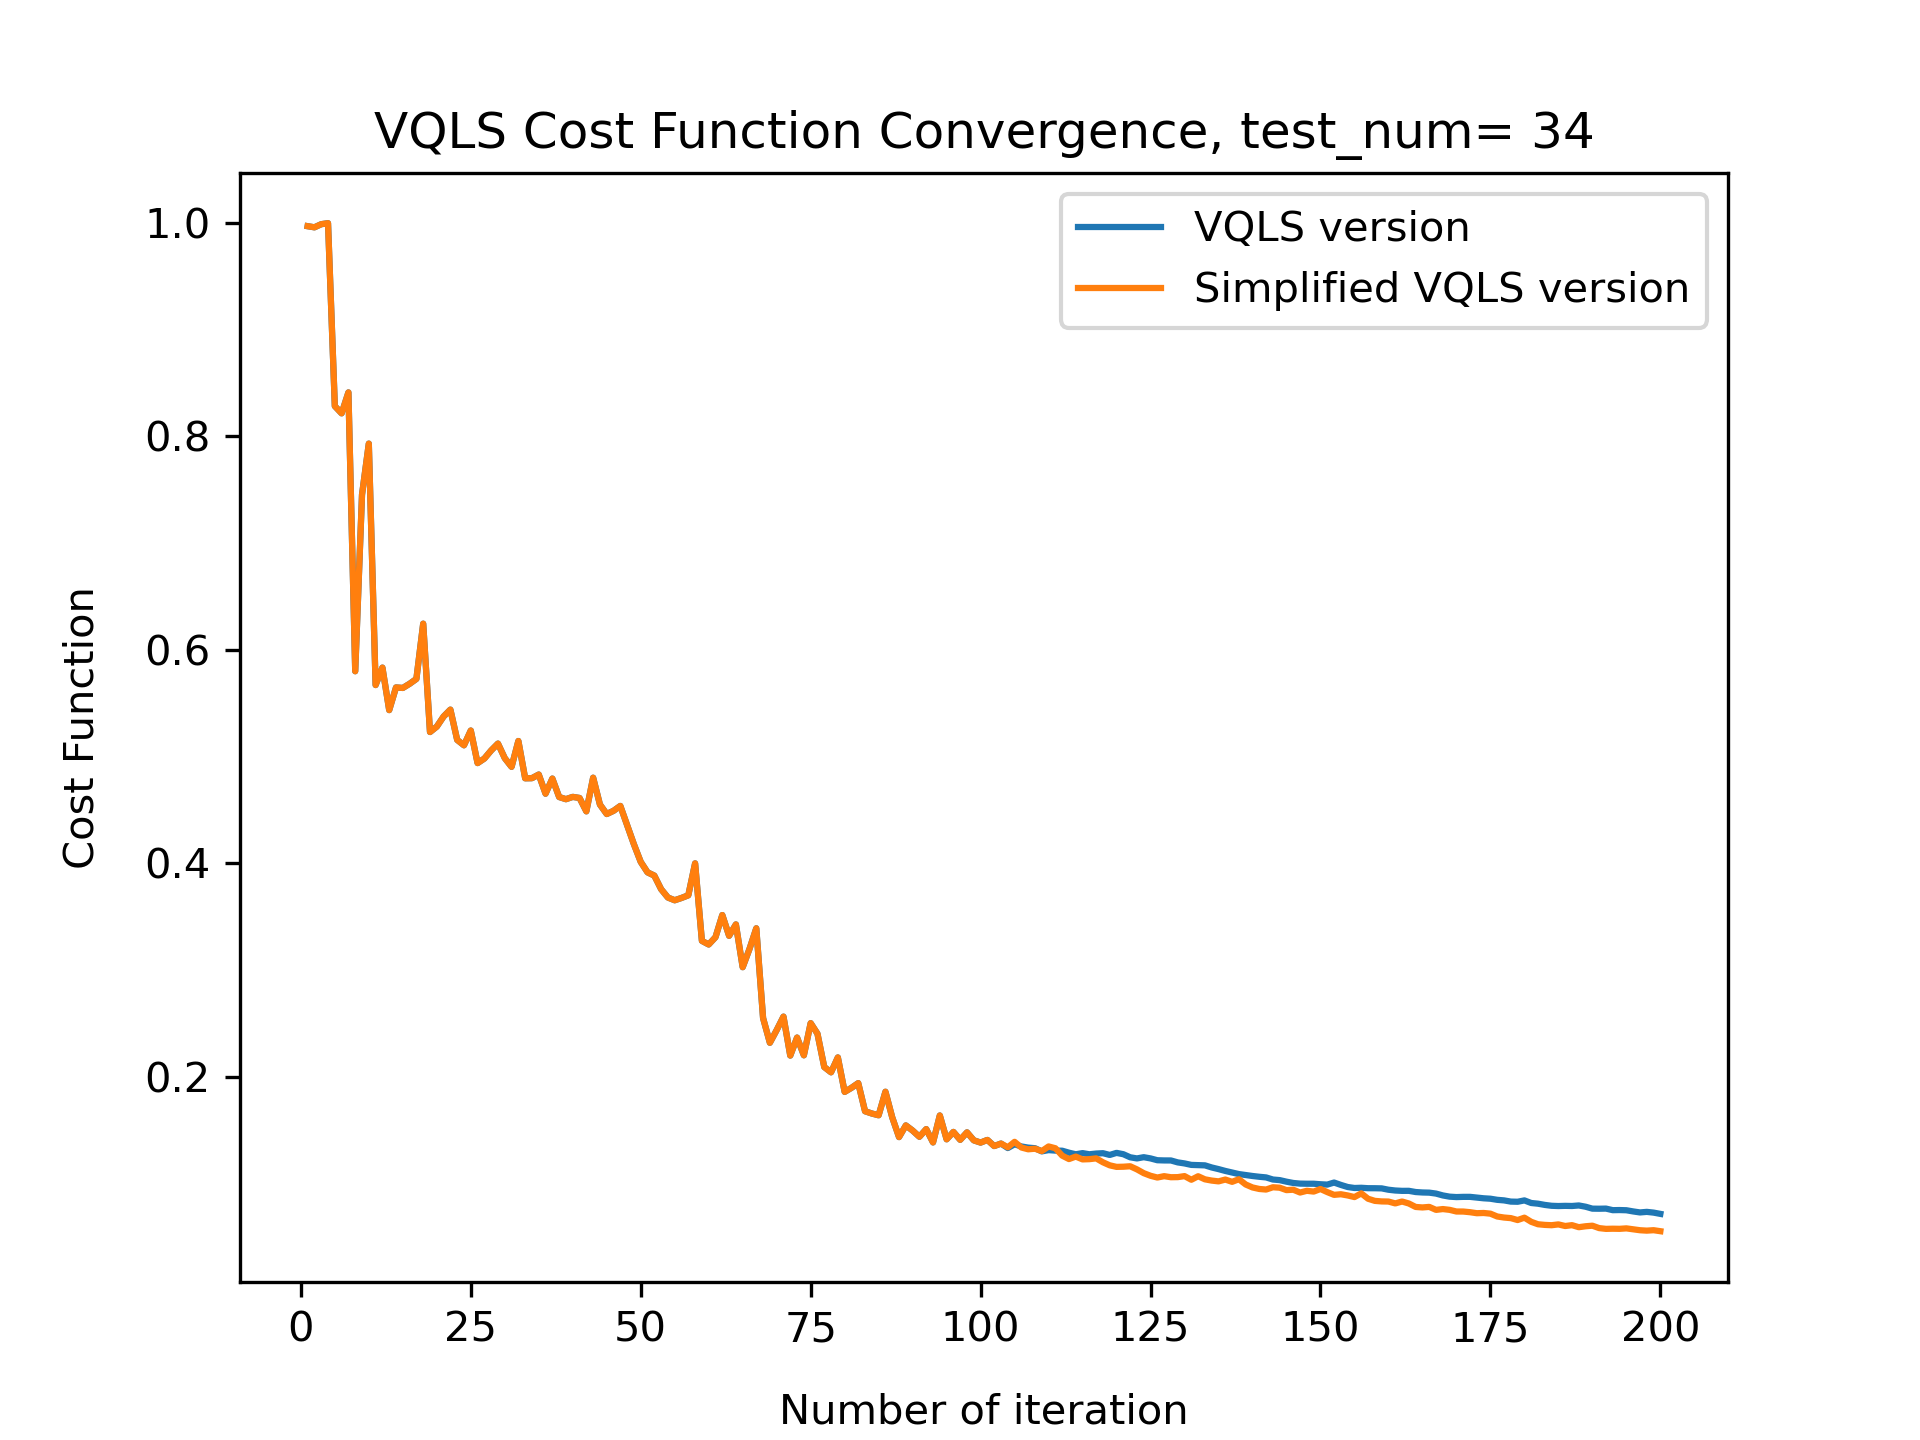 VQLS Cost Function Convergence, test_num= 34
VQLS version
Simplified VQLS version
1.0
0.8
0.6
0.4
0.2
Cost Function
0 25 50 75 100 125 150 175 200
Number of iteration